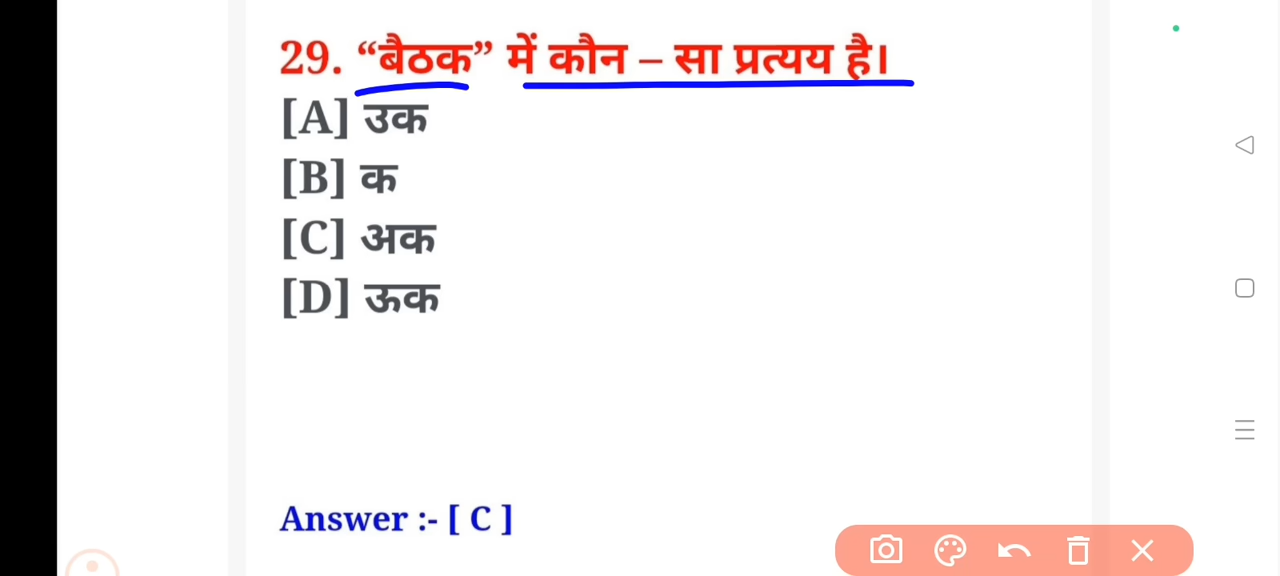 29. “बैठक” में कौन – सा प्रत्यय है।
[A] उक
[B] क
[C] अक
[D] ऊक
Answer :- [ C ]